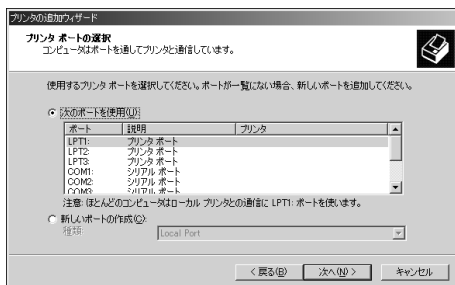 プリンタの追加ウィザード
プリンタ ポートの選択
コンピュータはポートを通してプリンタと通信しています。
使用するプリンタ ポートを選択してください。ポートが一覧にない場合、新しいポートを追加してください。
次のポートを使用(U):
ポート 説明 プリンタ
LPT1: プリンタ ポート
LPT2: プリンタ ポート
LPT3: プリンタ ポート
COM1: シリアル ポート
COM2: シリアル ポート
COM3: シリアル ポート
注意: ほとんどのコンピュータはローカル プリンタとの通信に LPT1: ポートを使います。
新しいポートの作成(C):
種類: Local Port
< 戻る(B) 次へ(N) > キャンセル